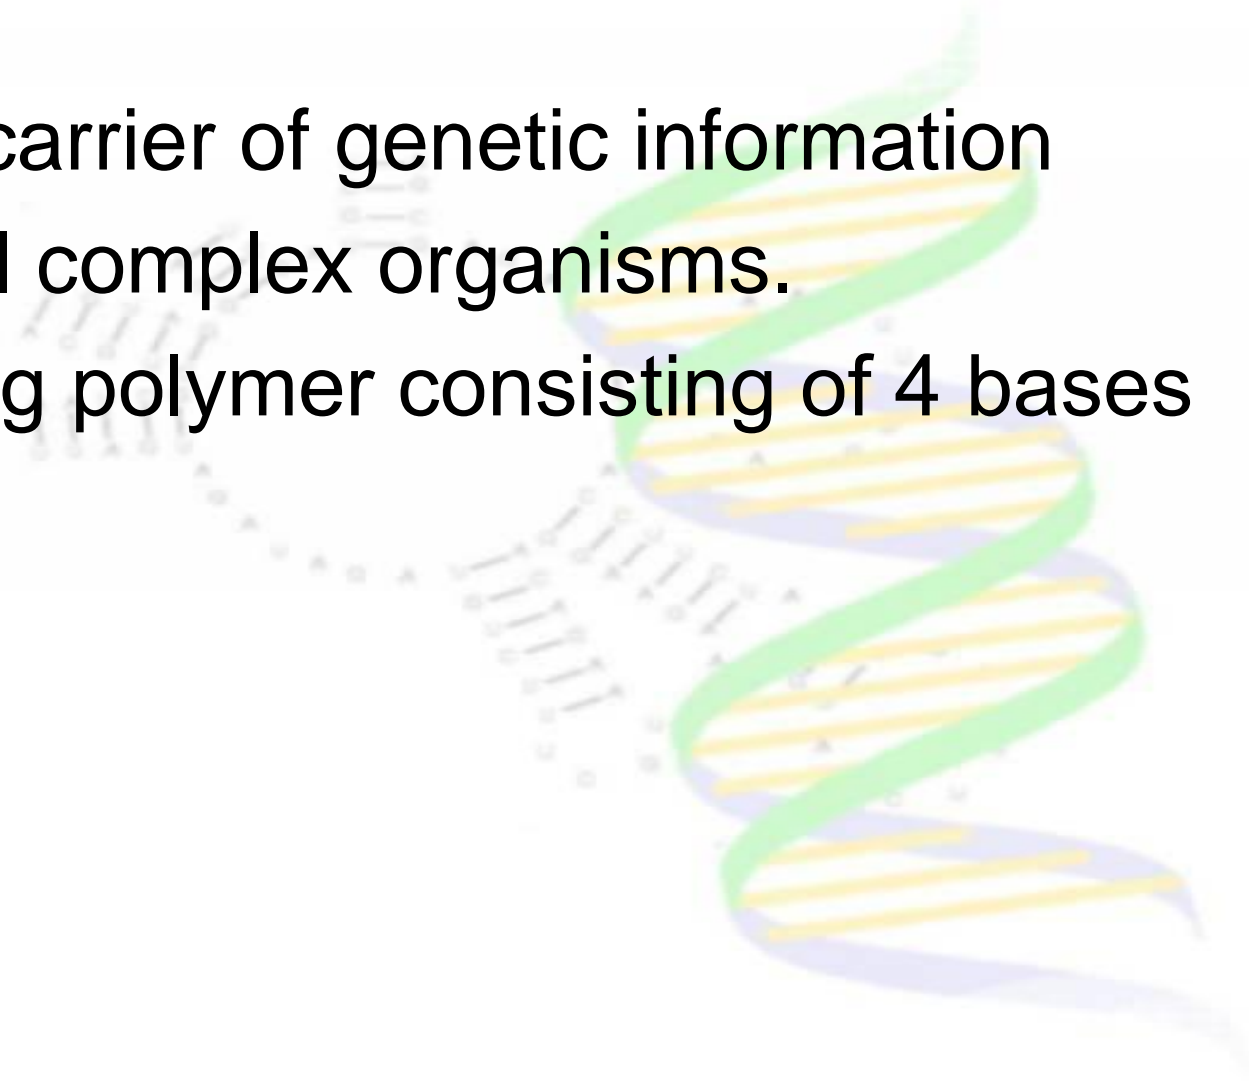 carrier of genetic information
complex organisms.
polymer consisting of 4 bases